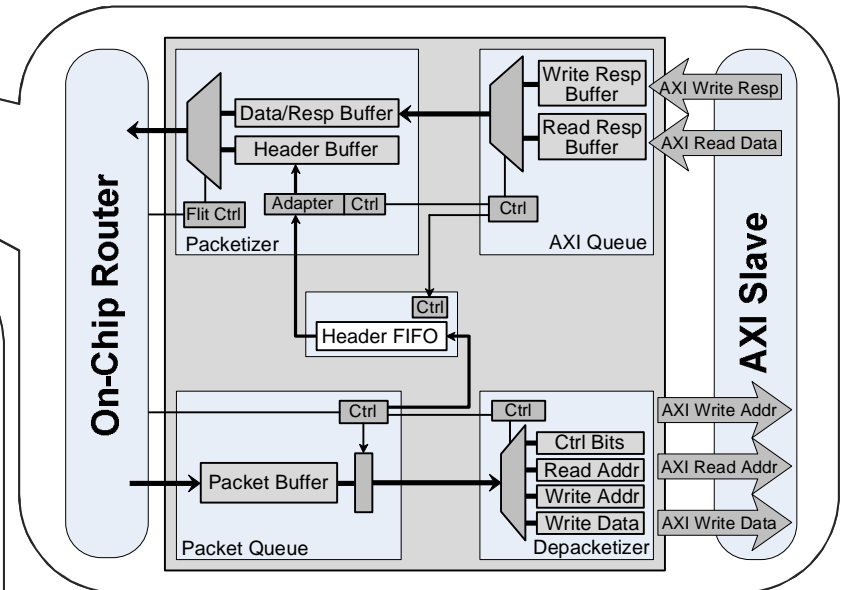 On-Chip Router
Data/Resp Buffer
Header Buffer
Flit Ctrl
Adapter
Ctrl
Packetizer
Write Resp
Buffer
Read Resp
Buffer
Ctrl
AXI Queue
AXI Write Resp
AXI Read Data
AXI Slave
Ctrl
Header FIFO
Ctrl
Packet Buffer
Packet Queue
Ctrl
Ctrl Bits
Read Addr
Write Addr
Write Data
Depacketizer
AXI Write Addr
AXI Read Addr
AXI Write Data